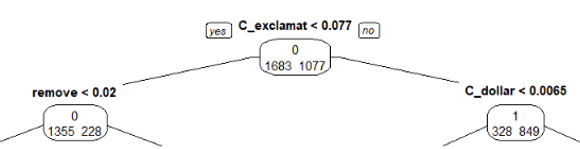 yes C_exclamat < 0.077 no
0
1683 1077
remove < 0.02
C_dollar < 0.0065
0
1
1355 228
328 849